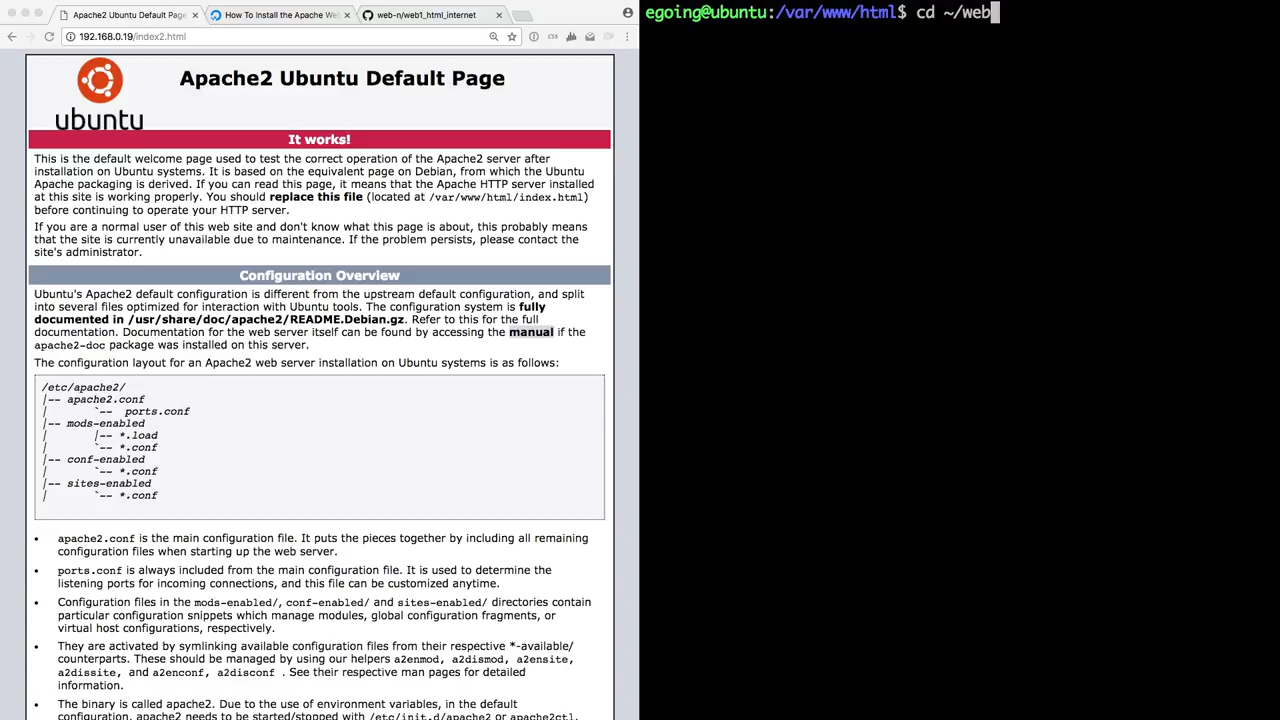 Apache2 Ubuntu Default Page
How To Install the Apache We
web-n/web1_html_internet
192.168.0.19/index2.html
Apache2 Ubuntu Default Page
ubuntu
It works!
This is the default welcome page used to test the correct operation of the Apache2 server after
installation on Ubuntu systems. It is based on the equivalent page on Debian, from which the Ubuntu
Apache packaging is derived. If you can read this page, it means that the Apache HTTP server installed
at this site is working properly. You should replace this file (located at /var/www/html/index.html)
before continuing to operate your HTTP server.
If you are a normal user of this web site and don't know what this page is about, this probably means
that the site is currently unavailable due to maintenance. If the problem persists, please contact the
site's administrator.
Configuration Overview
Ubuntu's Apache2 default configuration is different from the upstream default configuration, and split
into several files optimized for interaction with Ubuntu tools. The configuration system is fully
documented in /usr/share/doc/apache2/README.Debian.gz. Refer to this for the full
documentation. Documentation for the web server itself can be found by accessing the manual if the
apache2-doc package was installed on this server.
The configuration layout for an Apache2 web server installation on Ubuntu systems is as follows:
/etc/apache2/
|-- apache2.conf
|       `--  ports.conf
|-- mods-enabled
|       |-- *.load
|       `-- *.conf
|-- conf-enabled
|       `-- *.conf
|-- sites-enabled
|       `-- *.conf
• apache2.conf is the main configuration file. It puts the pieces together by including all remaining
configuration files when starting up the web server.
• ports.conf is always included from the main configuration file. It is used to determine the
listening ports for incoming connections, and this file can be customized anytime.
• Configuration files in the mods-enabled/, conf-enabled/ and sites-enabled/ directories contain
particular configuration snippets which manage modules, global configuration fragments, or
virtual host configurations, respectively.
• They are activated by symlinking available configuration files from their respective *-available/
counterparts. These should be managed by using our helpers a2enmod, a2dismod, a2ensite,
a2dissite, and a2enconf, a2disconf . See their respective man pages for detailed
information.
• The binary is called apache2. Due to the use of environment variables, in the default
configuration, apache2 needs to be started/stopped with /etc/init.d/apache2 or apache2ctl.
egoing@ubuntu:/var/www/html$ cd ~/web